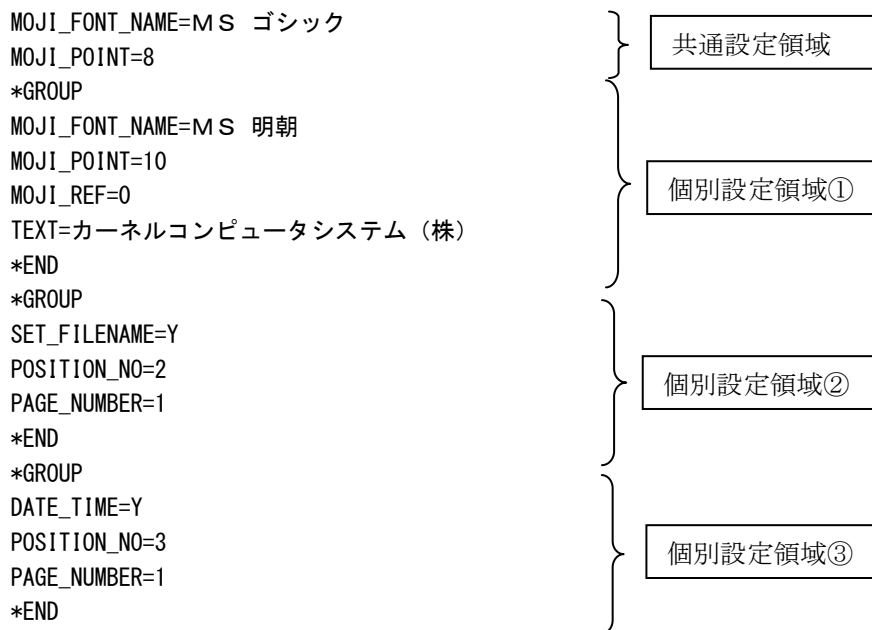 MOJI_FONT_NAME=ＭＳ ゴシック
MOJI_POINT=8
共通設定領域
*GROUP
MOJI_FONT_NAME=ＭＳ 明朝
MOJI_POINT=10
MOJI_REF=0
個別設定領域①
TEXT=カーネルコンピュータシステム（株）
*END
*GROUP
SET_FILENAME=Y
POSITION_NO=2
個別設定領域②
PAGE_NUMBER=1
*END
*GROUP
DATE_TIME=Y
POSITION_NO=3
個別設定領域③
PAGE_NUMBER=1
*END